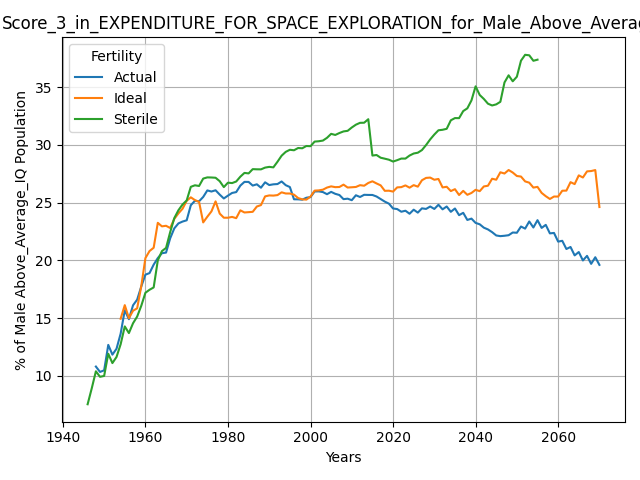 Score_3_in_EXPENDITURE_FOR_SPACE_EXPLORATION_for_Male_Above_Avera
Fertility
Actual
Ideal
Sterile
% of Male Above_Average_IQ Population
35
30
25
20
15
10
1940
1960
1980
2000
2020
2040
2060
Years